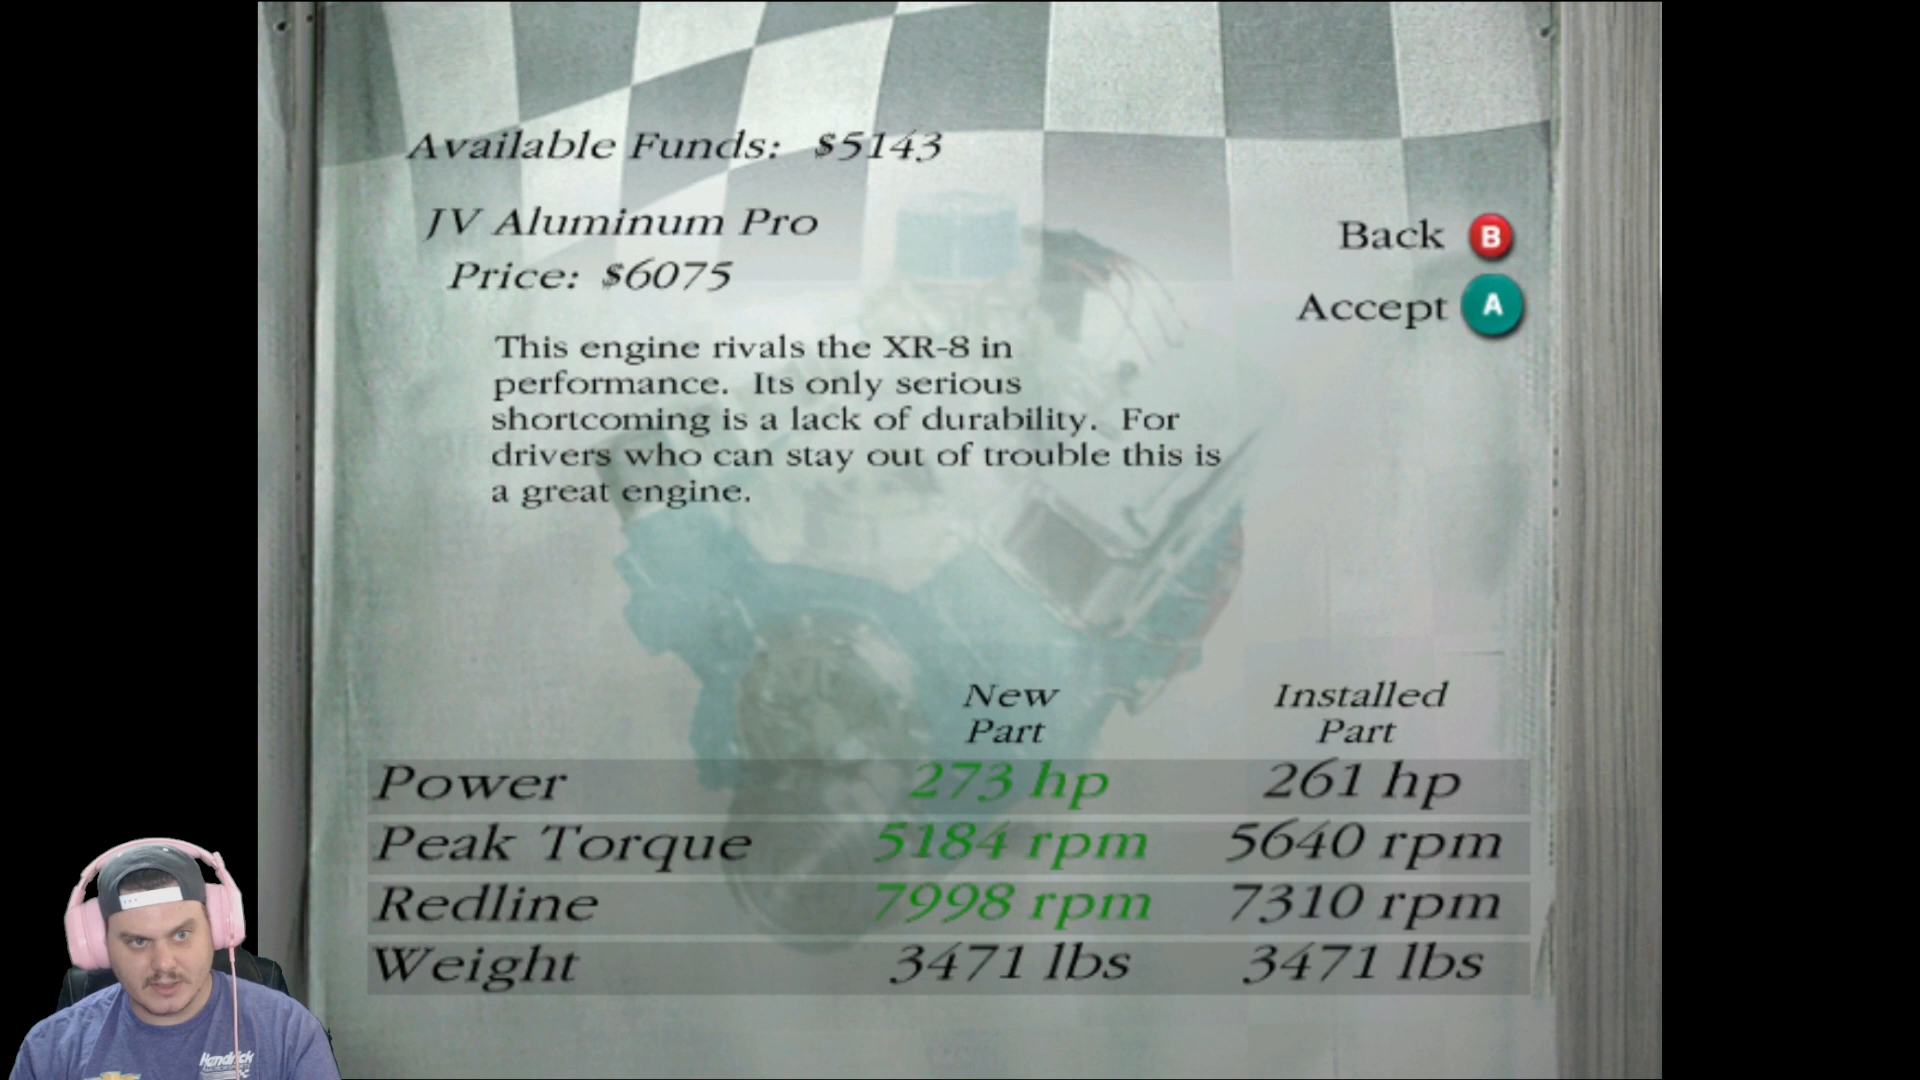 Available Funds: $5143
JV Aluminum Pro
Price: $6075
Back B
Accept A
This engine rivals the XR-8 in
performance. Its only serious
shortcoming is a lack of durability. For
drivers who can stay out of trouble this is
a great engine.
New Part
Installed Part
Power 273 hp 261 hp
Peak Torque 5184 rpm 5640 rpm
Redline 7998 rpm 7310 rpm
Weight 3471 lbs 3471 lbs
Hendrick